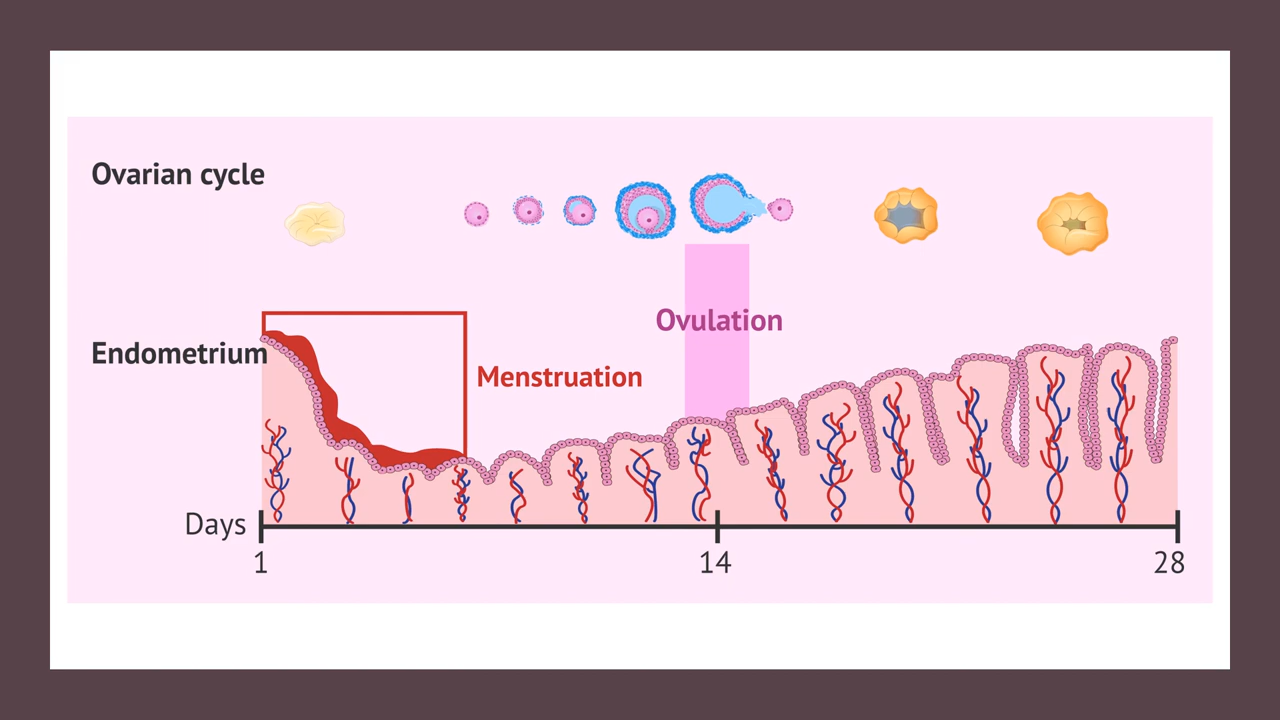 Ovarian cycle
Ovulation
Endometrium
Menstruation
Days
1
14
28